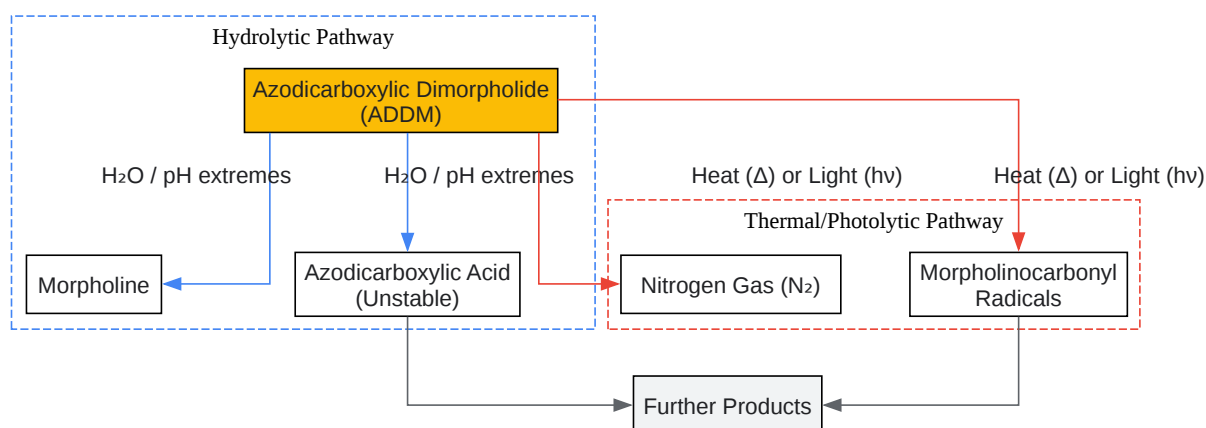 Hydrolytic Pathway
Azodicarboxylic Dimorpholide
(ADDM)
H₂O / pH extremes
H₂O / pH extremes
Heat (Δ) or Light (hν)
Heat (Δ) or Light (hν)
Thermal/Photolytic Pathway
Morpholine
Azodicarboxylic Acid
(Unstable)
Nitrogen Gas (N₂)
Morpholinocarbonyl
Radicals
Further Products